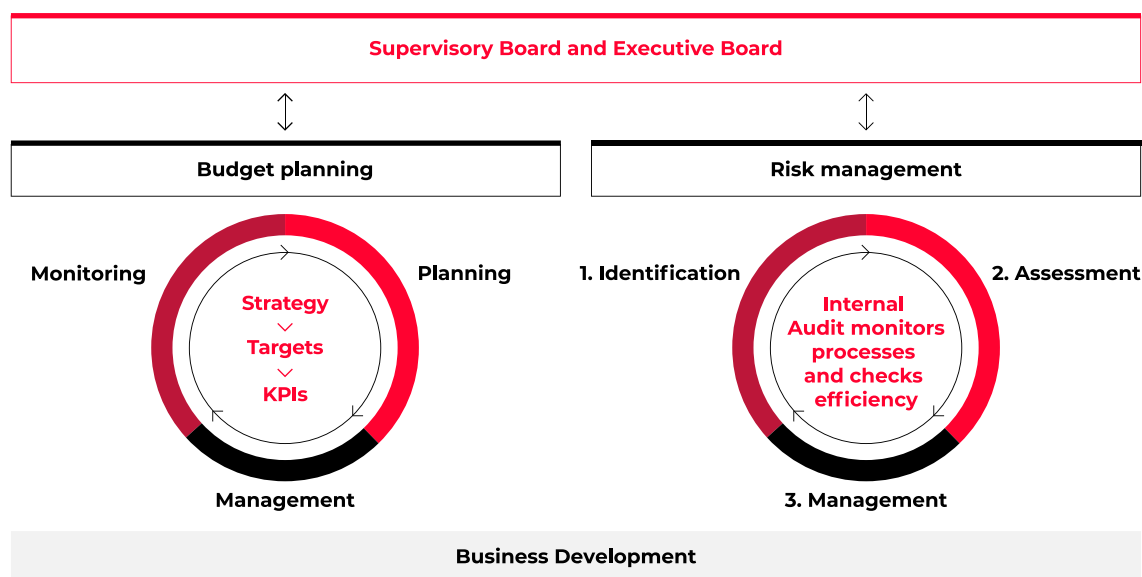 Supervisory Board and Executive Board
Budget planning
Risk management
Monitoring
Planning
Strategy
Targets
KPIs
Management
1. Identification
2. Assessment
Internal
Audit monitors
processes
and checks
efficiency
3. Management
Business Development